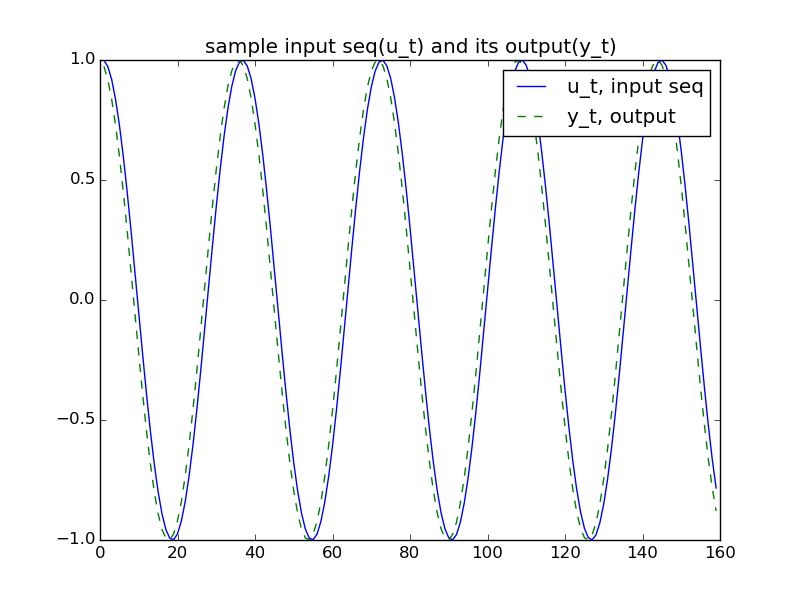 sample input seq(u_t) and its output(y_t)
u_t, input seq
y_t, output
1.0
0.5
0.0
−0.5
−1.0
0 20 40 60 80 100 120 140 160